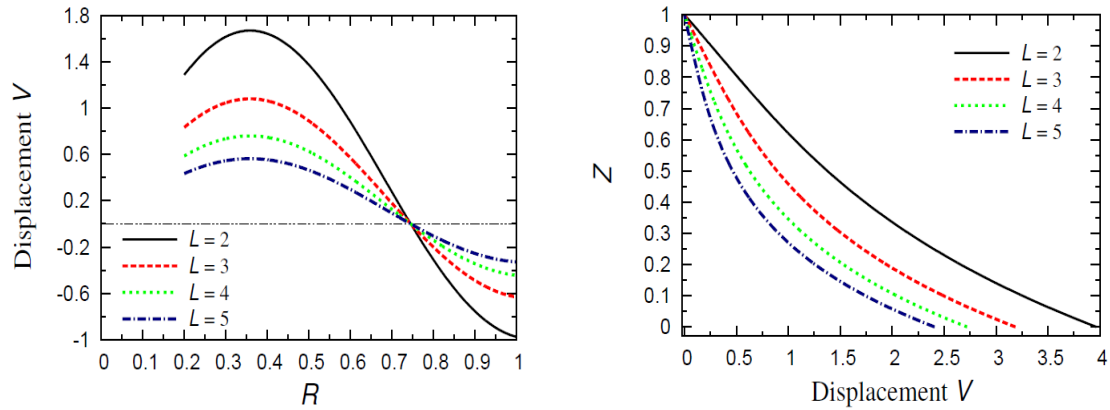 Displacement V
1.8
1.4
1
0.6
0.2
-0.2
-0.6
-1
L = 2
L = 3
L = 4
L = 5
0 0.1 0.2 0.3 0.4 0.5 0.6 0.7 0.8 0.9 1
R
Z
1
0.9
0.8
0.7
0.6
0.5
0.4
0.3
0.2
0.1
0
L = 2
L = 3
L = 4
L = 5
0 0.5 1 1.5 2 2.5 3 3.5 4
Displacement V